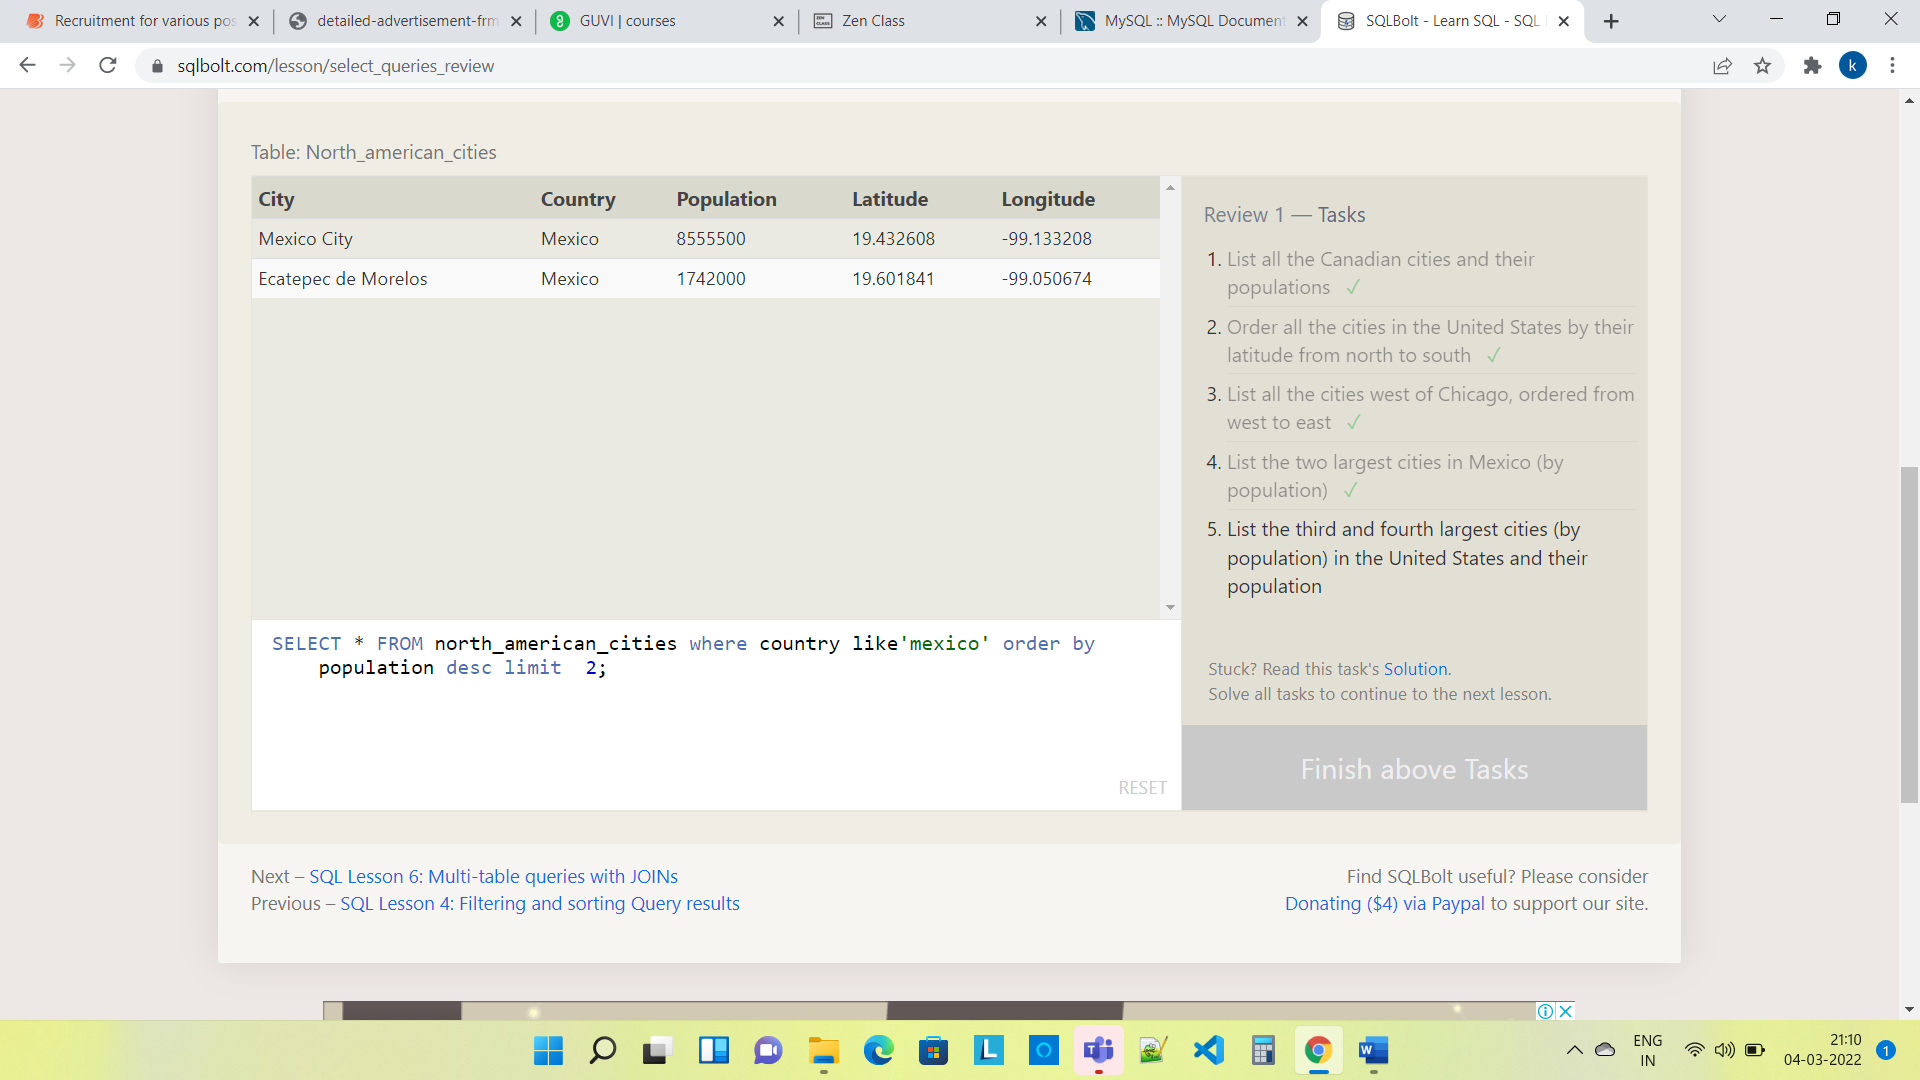 Recruitment for various pos
detailed-advertisement-frm
GUVI | courses
Zen Class
MySQL :: MySQL Document
SQLBolt - Learn SQL - SQL
sqlbolt.com/lesson/select_queries_review
k
Table: North_american_cities
City Country Population Latitude Longitude
Mexico City Mexico 8555500 19.432608 -99.133208
Ecatepec de Morelos Mexico 1742000 19.601841 -99.050674
SELECT * FROM north_american_cities where country like'mexico' order by
population desc limit  2;
RESET
Review 1 — Tasks
1. List all the Canadian cities and their
populations ✓
2. Order all the cities in the United States by their
latitude from north to south ✓
3. List all the cities west of Chicago, ordered from
west to east ✓
4. List the two largest cities in Mexico (by
population) ✓
5. List the third and fourth largest cities (by
population) in the United States and their
population
Stuck? Read this task's Solution.
Solve all tasks to continue to the next lesson.
Finish above Tasks
Next – SQL Lesson 6: Multi-table queries with JOINs
Previous – SQL Lesson 4: Filtering and sorting Query results
Find SQLBolt useful? Please consider
Donating ($4) via Paypal to support our site.
ENG
IN
21:10
04-03-2022
1